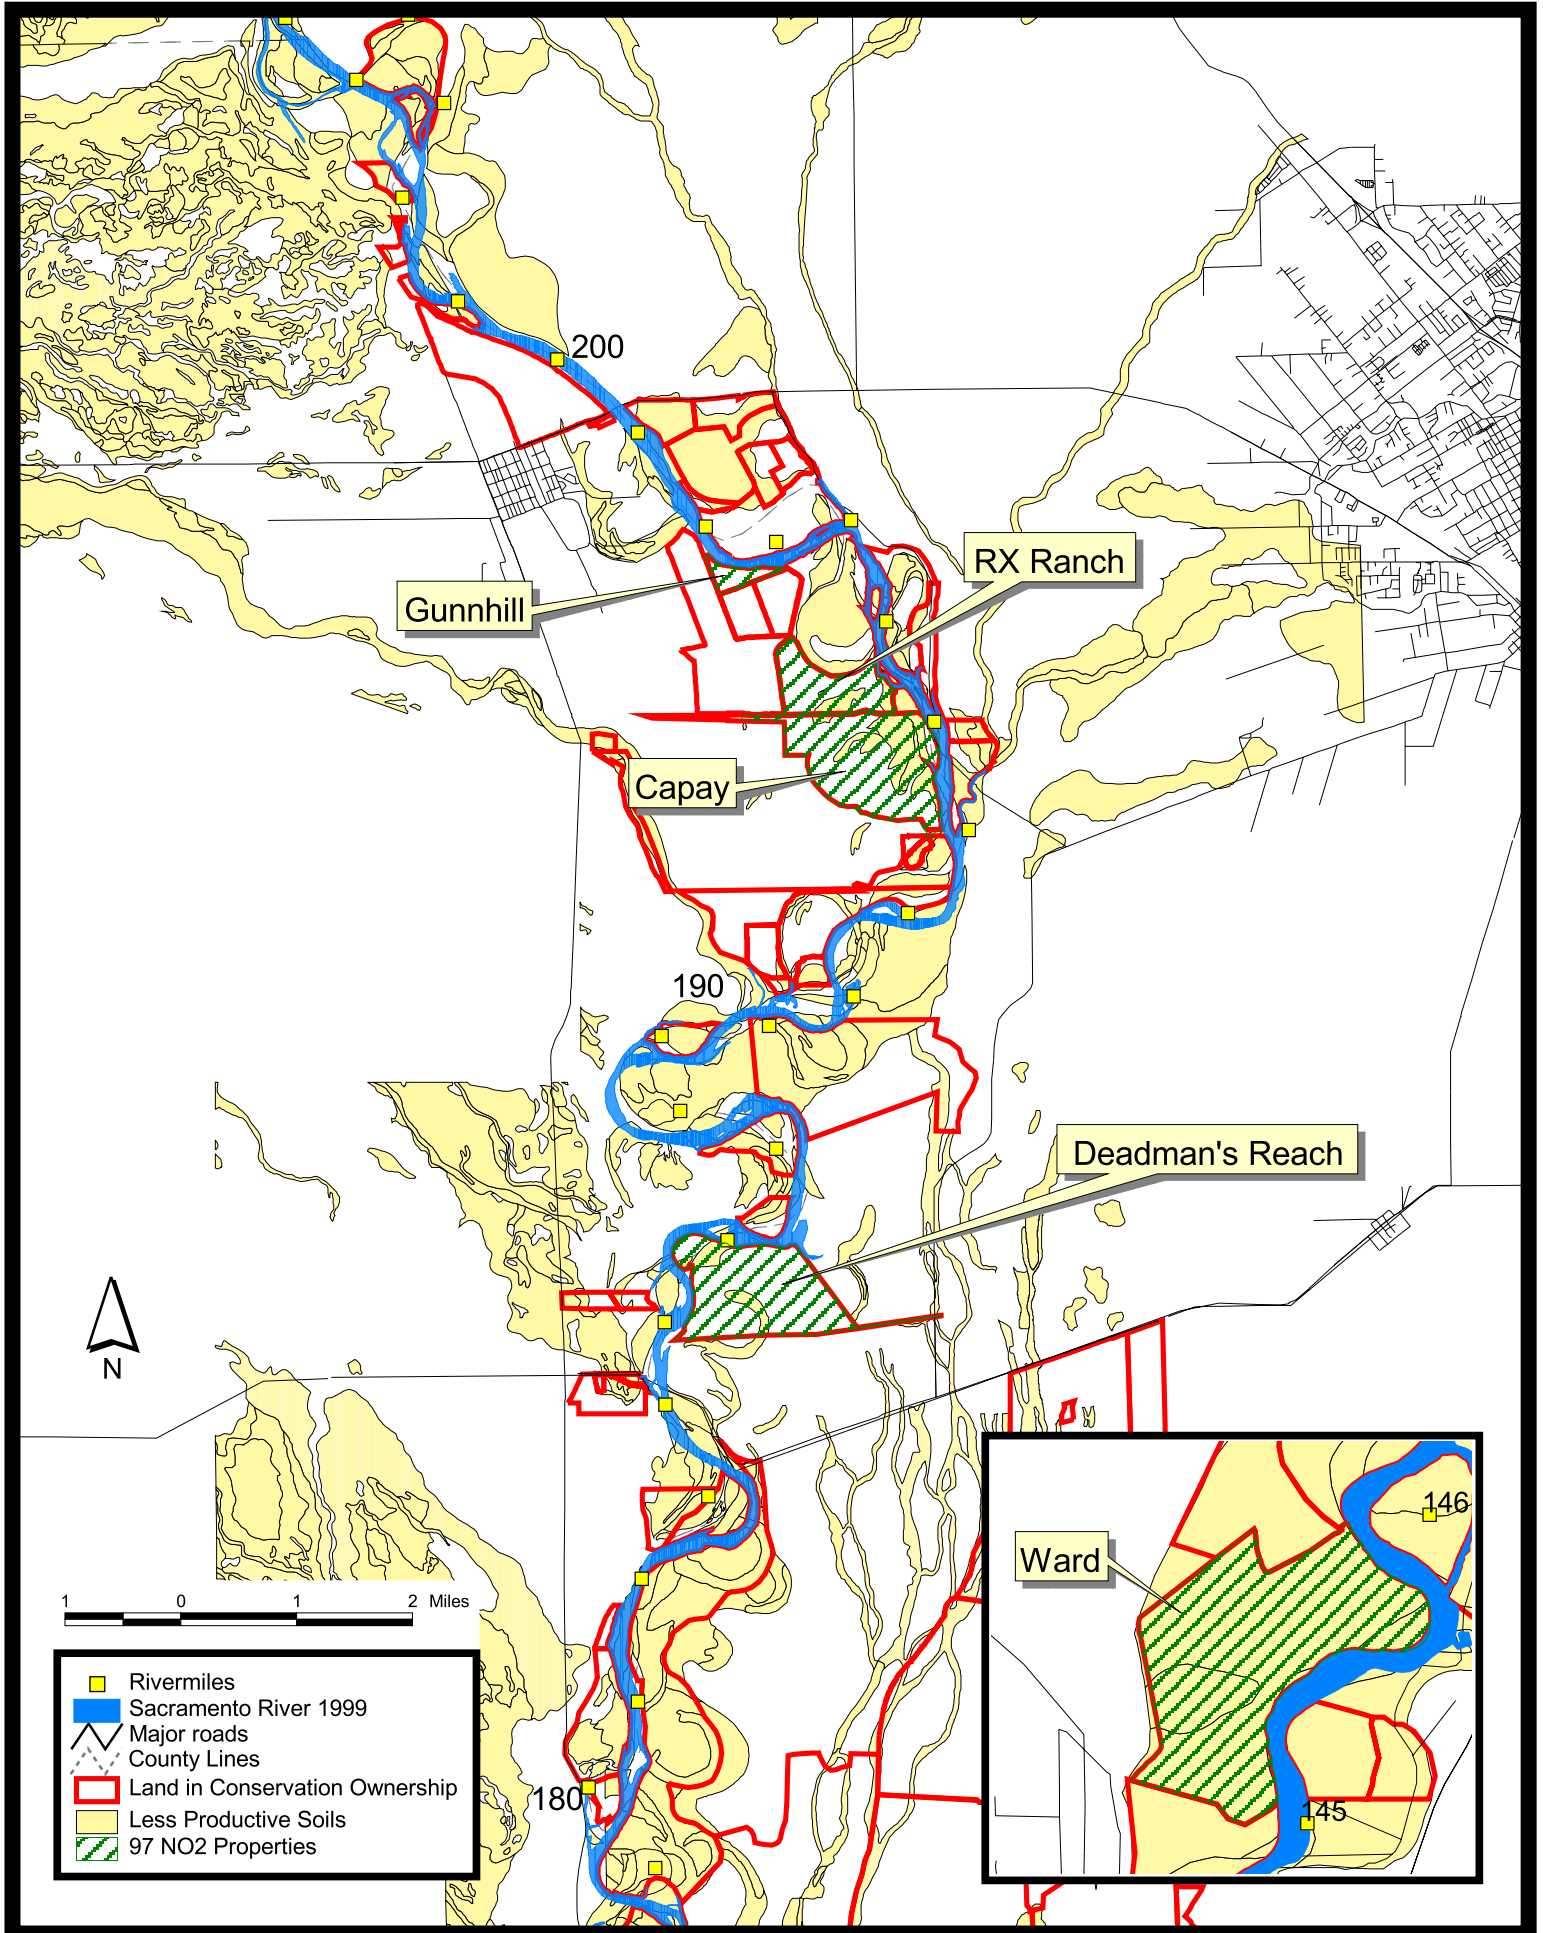 200
RX Ranch
Gunnhill
Capay
190
Deadman's Reach
N
146
Ward
1 0 1 2 Miles
Rivermiles
Sacramento River 1999
Major roads
County Lines
Land in Conservation Ownership
180
Less Productive Soils
145
97 NO2 Properties